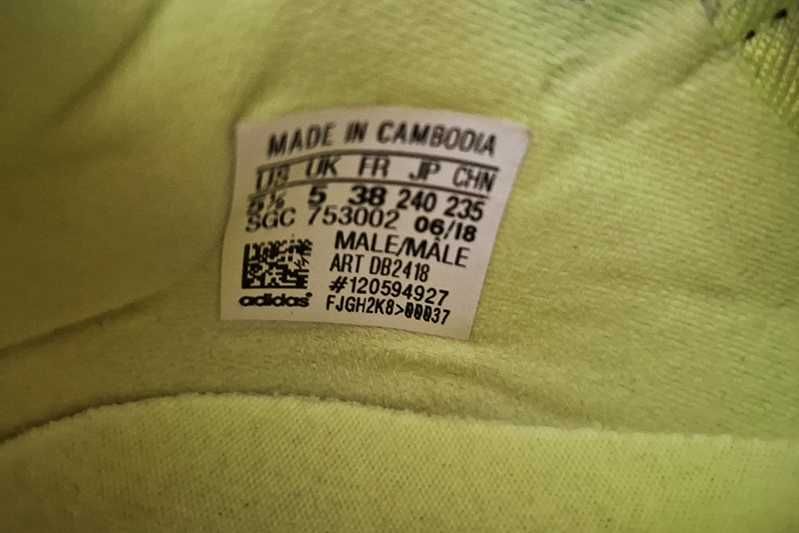 MADE IN CAMBODIA
US UK FR JP CHN
5½ 5 38 240 235
SGC 753002 06/18
MALE/MÂLE
ART DB2418
#120594927
adidas® FJGH2K8>00037